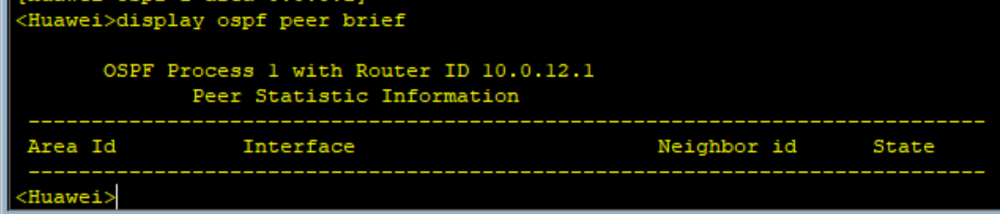 <Huawei>display ospf peer brief
OSPF Process 1 with Router ID 10.0.12.1
Peer Statistic Information
----------------------------------------------------------------------------
Area Id Interface Neighbor id State
----------------------------------------------------------------------------
<Huawei>